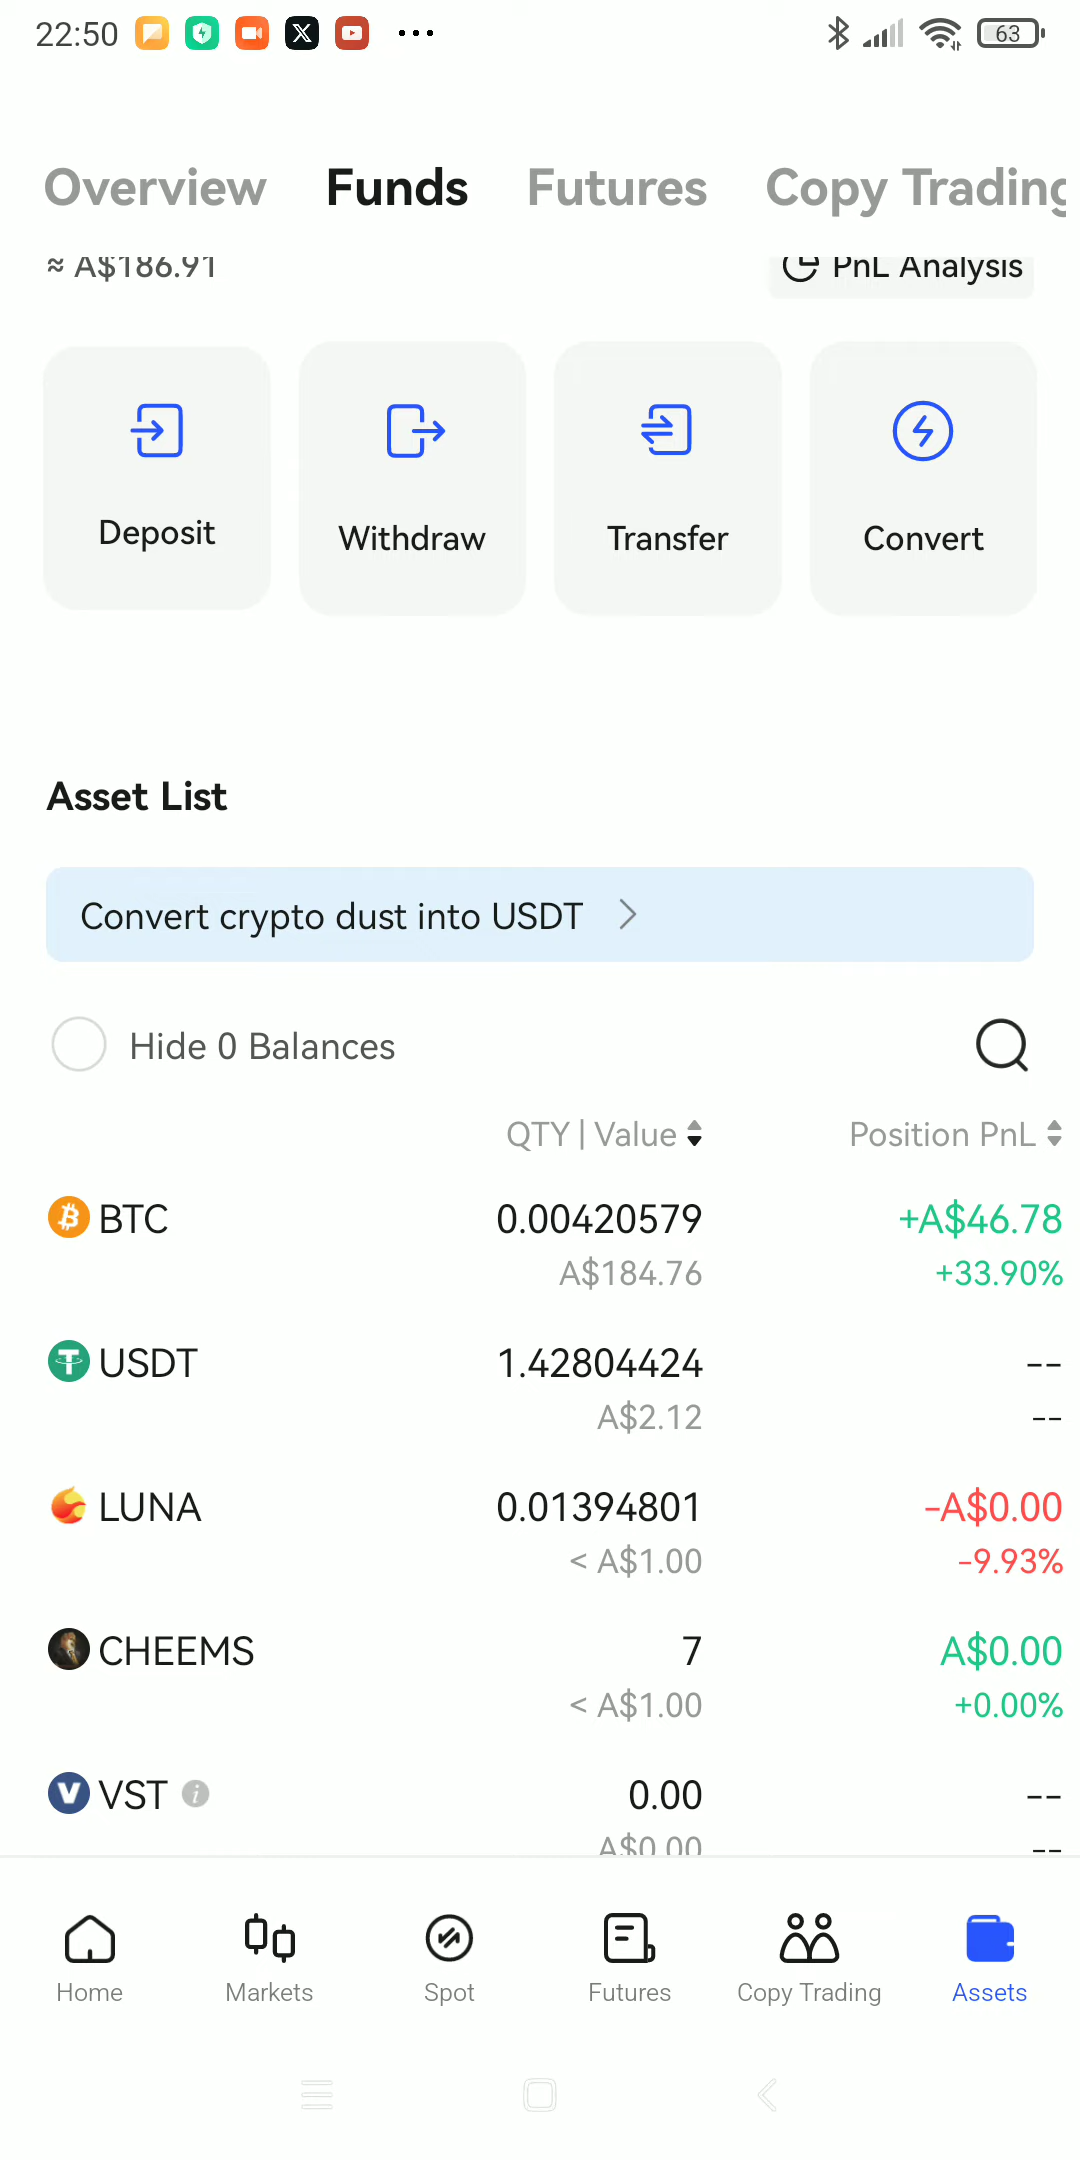 22:50 63
Overview Funds Futures Copy Trading
≈ A$186.91 PnL Analysis
Deposit Withdraw Transfer Convert
Asset List
Convert crypto dust into USDT
Hide 0 Balances
QTY | Value Position PnL
BTC 0.00420579 +A$46.78
A$184.76 +33.90%
USDT 1.42804424 --
A$2.12 --
LUNA 0.01394801 -A$0.00
< A$1.00 -9.93%
CHEEMS 7 A$0.00
< A$1.00 +0.00%
VST 0.00 --
A$0.00 --
Home Markets Spot Futures Copy Trading Assets